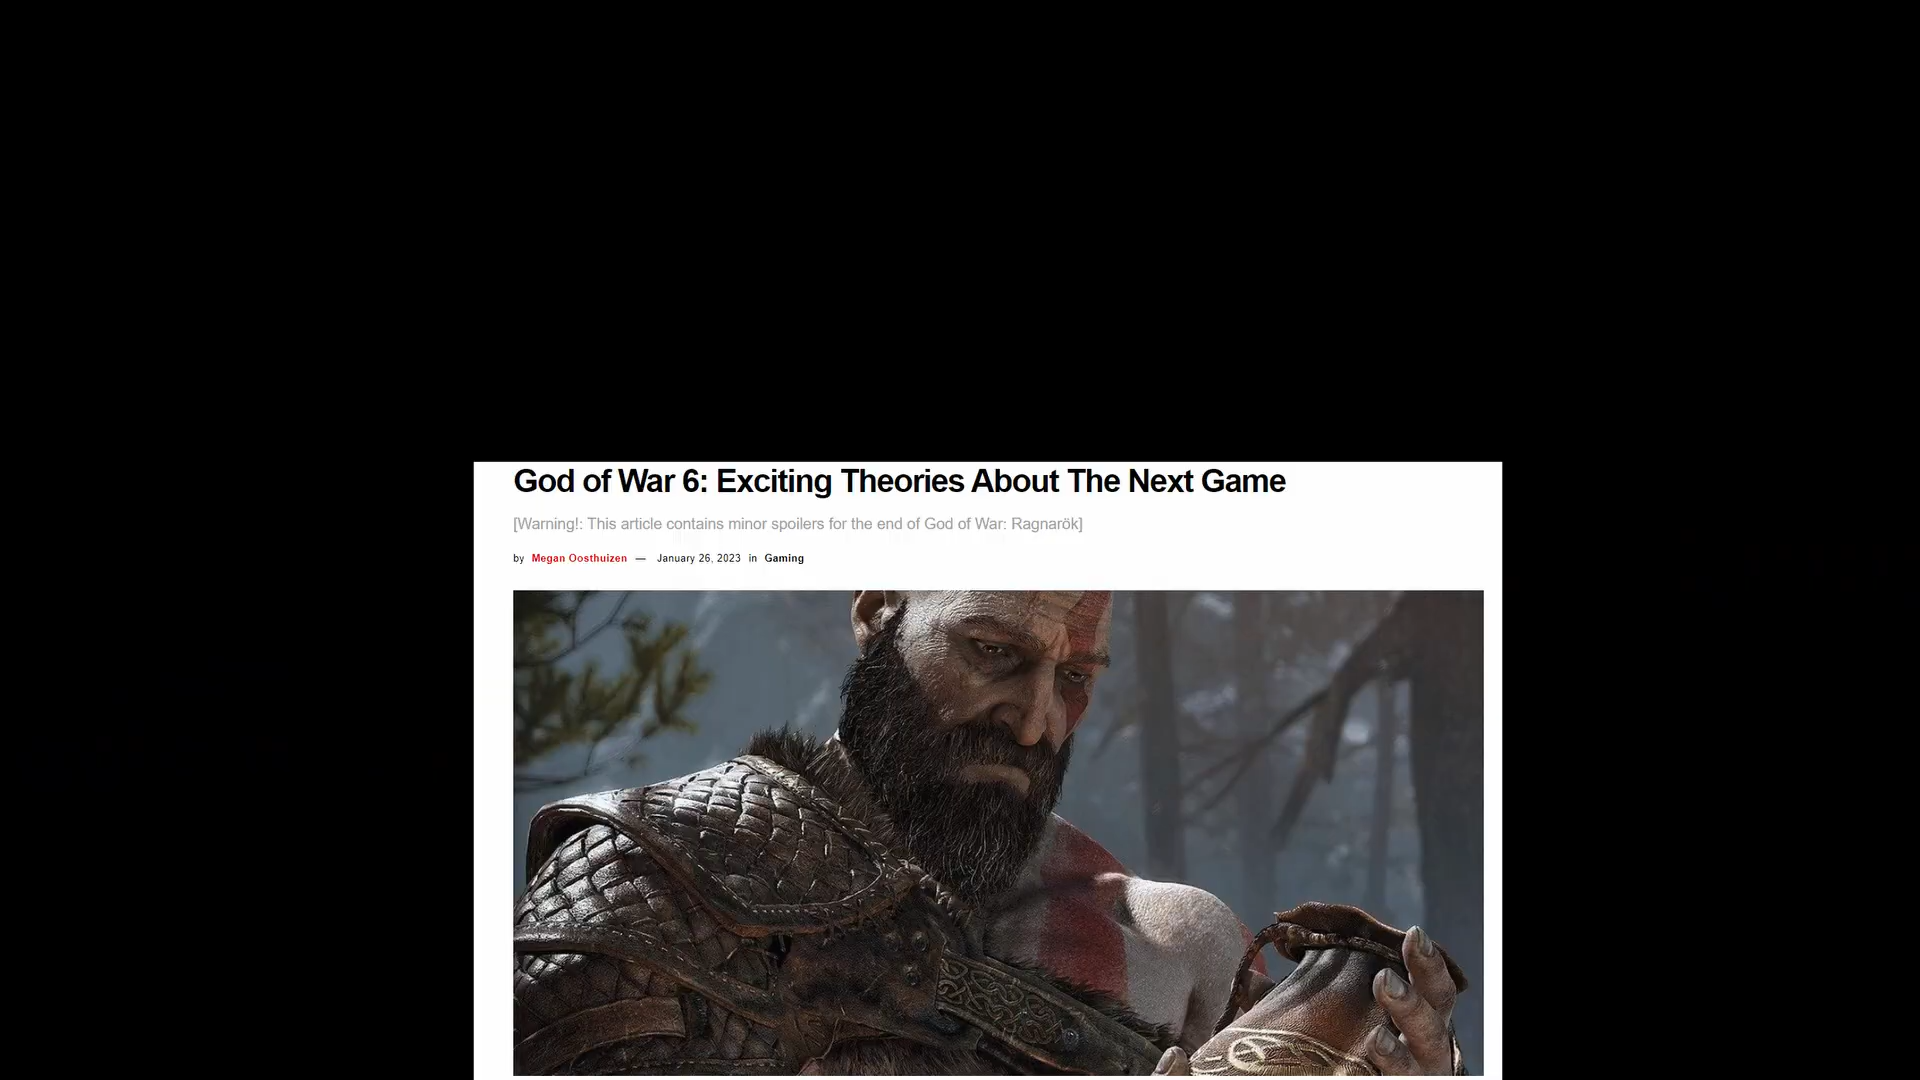 God of War 6: Exciting Theories About The Next Game
[Warning!: This article contains minor spoilers for the end of God of War: Ragnarök]
by Megan Oosthuizen — January 26, 2023 in Gaming